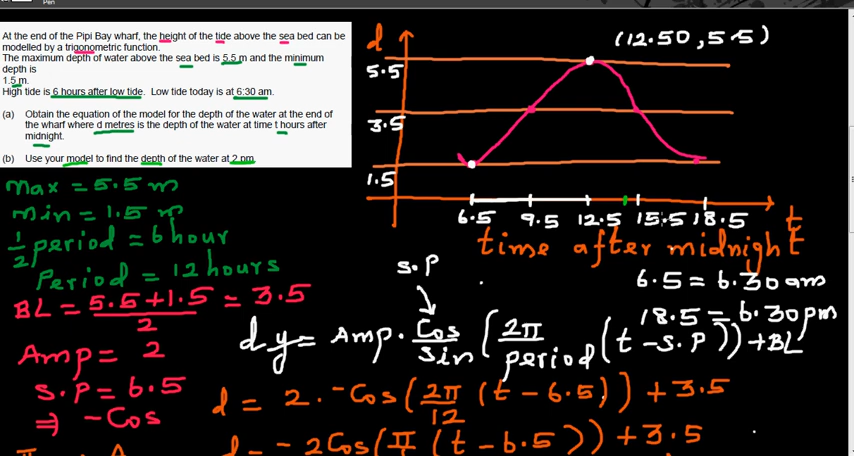 Pen
At the end of the Pipi Bay wharf, the height of the tide above the sea bed can be
modelled by a trigonometric function.
The maximum depth of water above the sea bed is 5.5 m and the minimum
depth is
1.5 m.
High tide is 6 hours after low tide. Low tide today is at 6:30 am.
(a) Obtain the equation of the model for the depth of the water at the end of
the wharf where d metres is the depth of the water at time t hours after
midnight.
(b) Use your model to find the depth of the water at 2 pm.
d
(12.50, 5.5)
5.5
3.5
1.5
6.5 9.5 12.5 15.5 18.5 t
time after midnight
Max = 5.5 m
min = 1.5 m
1/2 period = 6 hour
Period = 12 hours
BL = 5.5+1.5/2 = 3.5
Amp = 2
S.P = 6.5
⇒ -Cos
6.5 = 6.30am
18.5 = 6.30pm
S.P
d y = Amp. Cos/sin (2π/period (t - S.P)) + BL
d = 2. -Cos(2π/12 (t - 6.5)) + 3.5
d = -2Cos(π/ (t - 6.5)) + 3.5